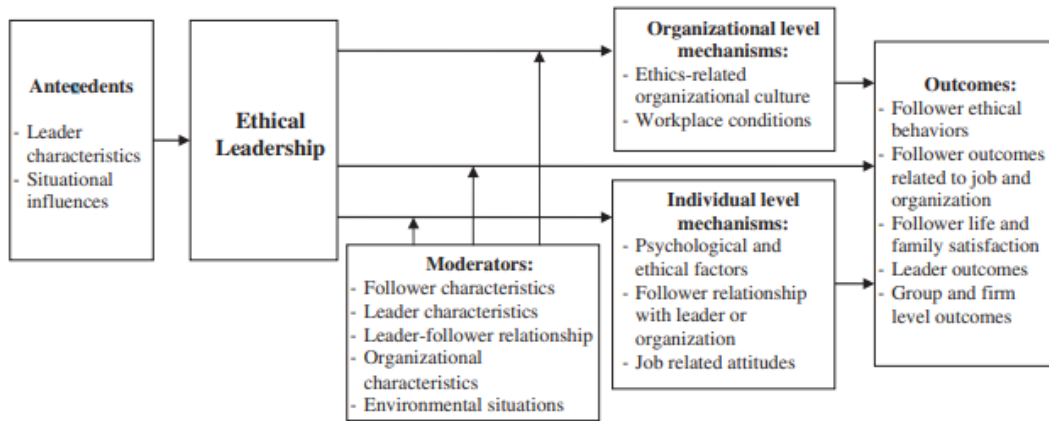 Antecedents
- Leader
characteristics
- Situational
influences
Ethical
Leadership
Organizational level
mechanisms:
- Ethics-related
organizational culture
- Workplace conditions
Moderators:
- Follower characteristics
- Leader characteristics
- Leader-follower relationship
- Organizational
characteristics
- Environmental situations
Individual level
mechanisms:
- Psychological and
ethical factors
- Follower relationship
with leader or
organization
- Job related attitudes
Outcomes:
- Follower ethical
behaviors
- Follower outcomes
related to job and
organization
- Follower life and
family satisfaction
- Leader outcomes
- Group and firm
level outcomes